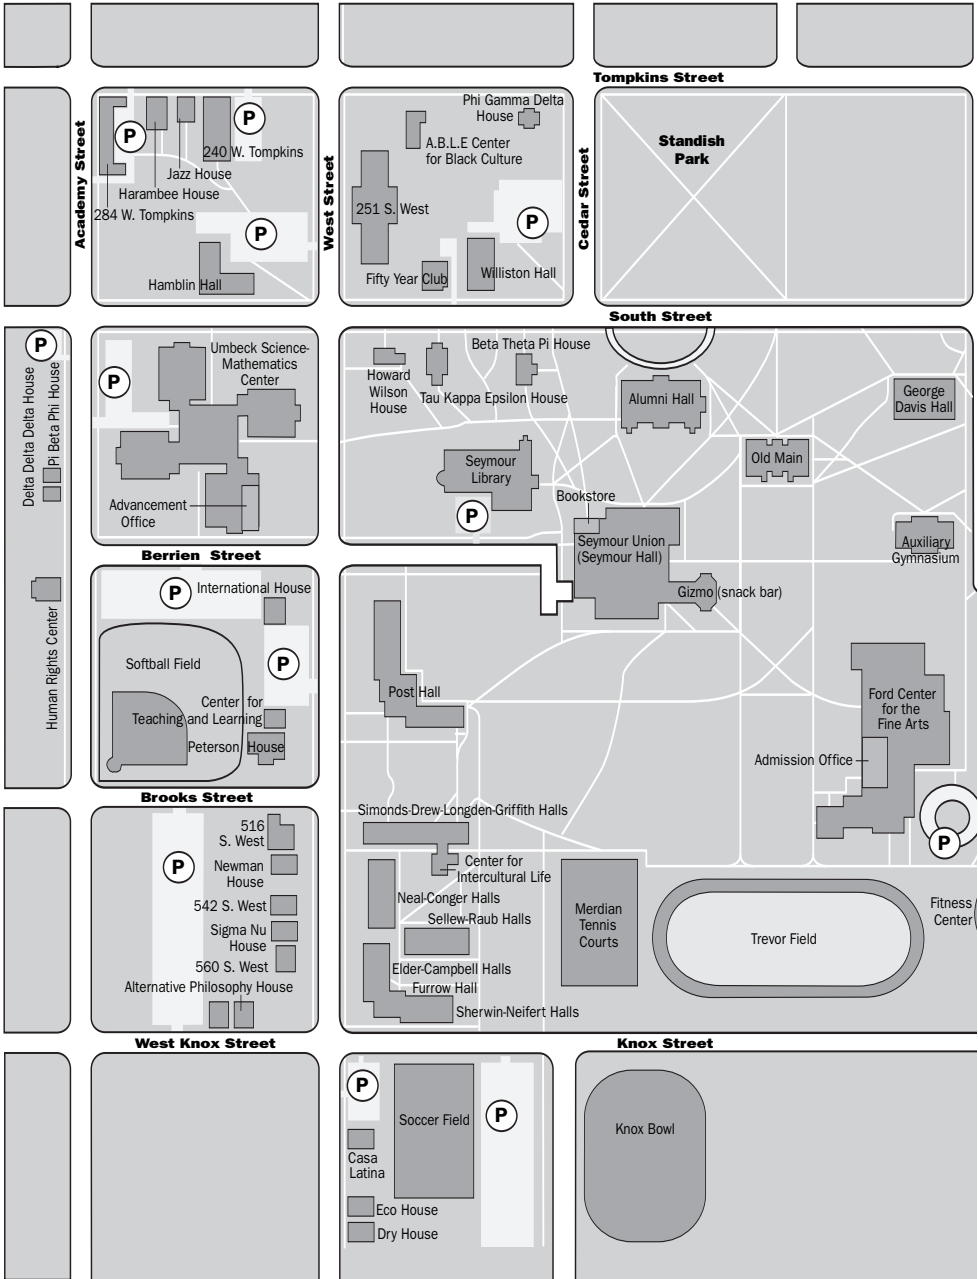 Tompkins Street
Academy Street
P
P
240 W. Tompkins
Jazz House
Harambee House
284 W. Tompkins
P
Hamblin Hall
West Street
Phi Gamma Delta
House
A.B.L.E Center
for Black Culture
251 S. West
P
Fifty Year Club
Williston Hall
Cedar Street
Standish
Park
South Street
P
Delta Delta Delta House
Pi Beta Phi House
Human Rights Center
P
Umbeck Science-
Mathematics
Center
Advancement
Office
Berrien Street
Howard
Wilson
House
Beta Theta Pi House
Tau Kappa Epsilon House
Alumni Hall
George
Davis Hall
Old Main
Seymour
Library
P
Bookstore
Seymour Union
(Seymour Hall)
Gizmo (snack bar)
Auxiliary
Gymnasium
P
International House
P
Softball Field
Center for
Teaching and Learning
Peterson House
Brooks Street
Post Hall
Ford Center
for the
Fine Arts
Admission Office
P
516
S. West
P
Newman
House
542 S. West
Sigma Nu
House
560 S. West
Alternative Philosophy House
West Knox Street
Simonds-Drew-Longden-Griffith Halls
Center for
Intercultural Life
Neal-Conger Halls
Sellew-Raub Halls
Elder-Campbell Halls
Furrow Hall
Sherwin-Neifert Halls
Merdian
Tennis
Courts
Trevor Field
Fitness
Center
Knox Street
P
Soccer Field
P
Casa
Latina
Eco House
Dry House
Knox Bowl